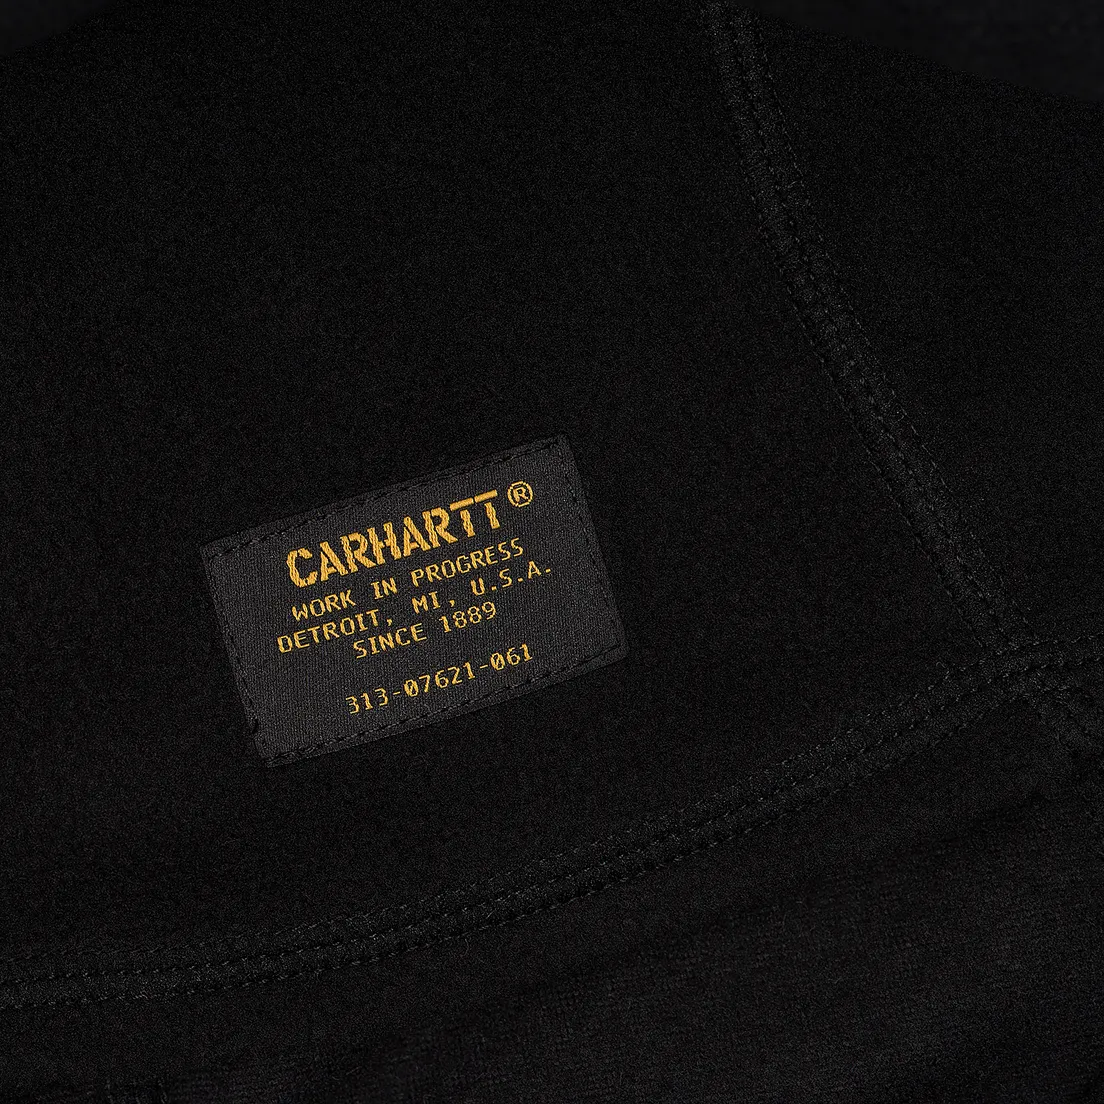 CARHARTT®
WORK IN PROGRESS
DETROIT, MI, U.S.A.
SINCE 1889
313-07621-061